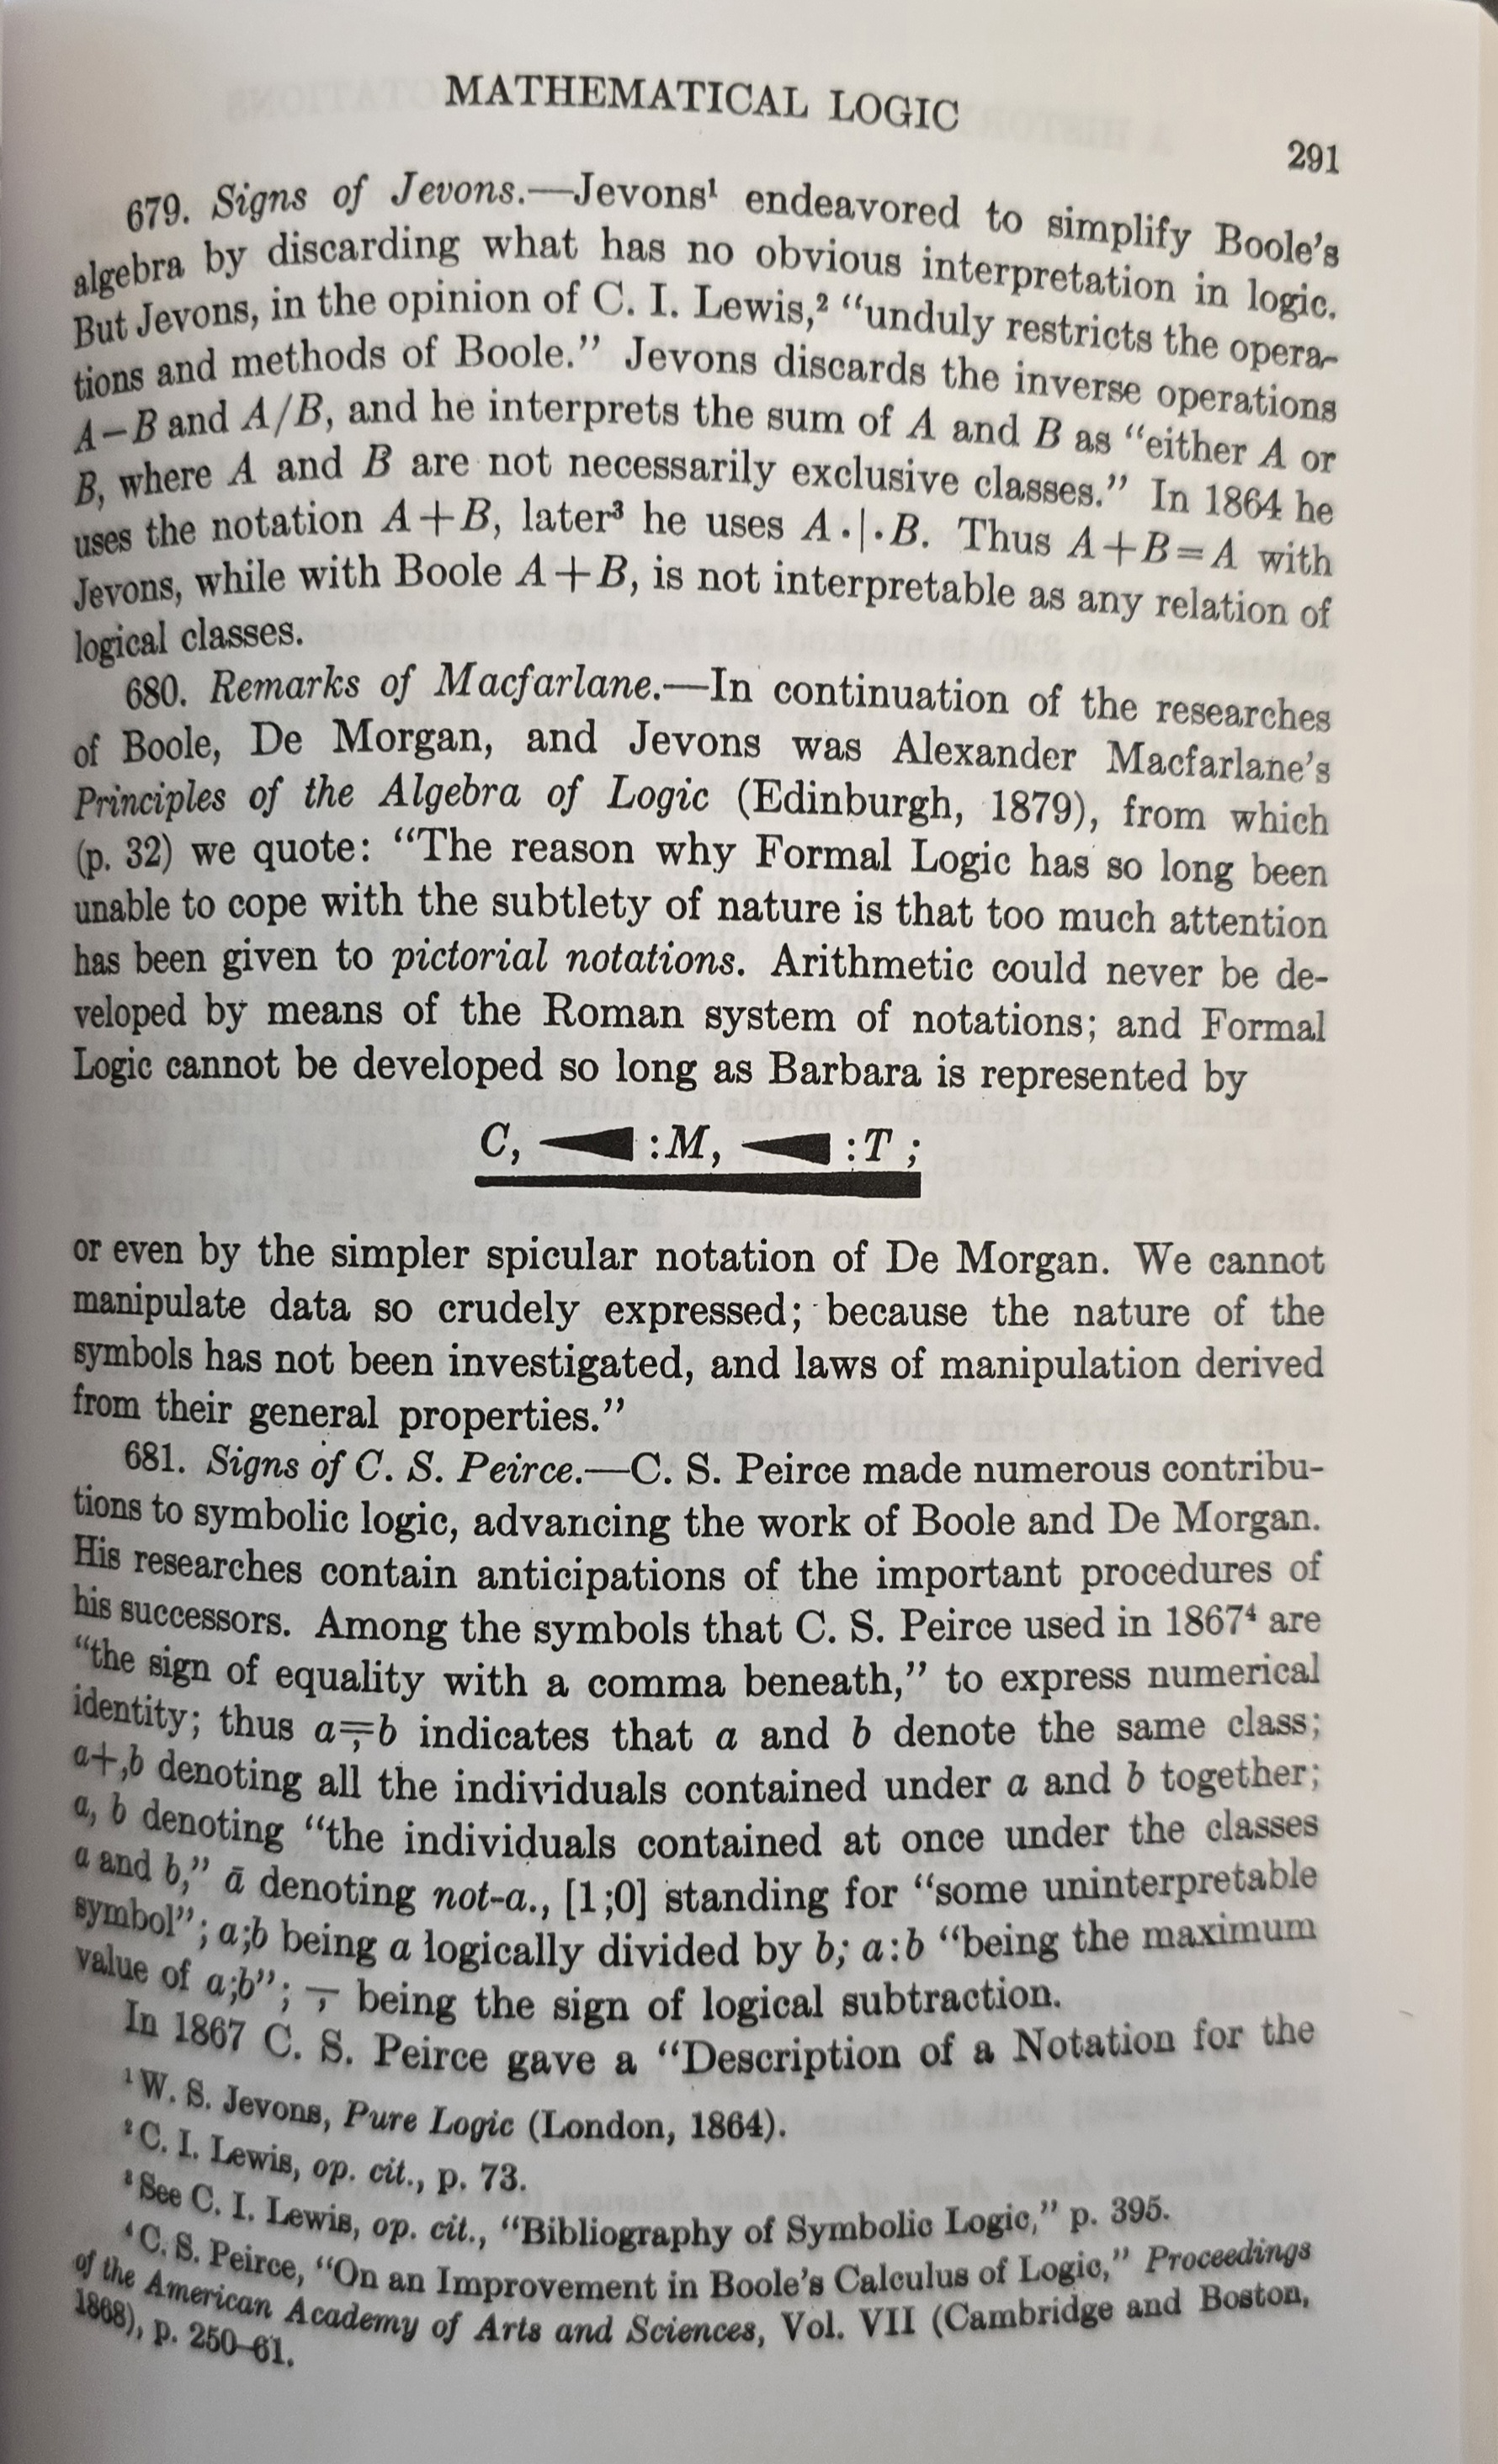 MATHEMATICAL LOGIC
291
679. Signs of Jevons.—Jevons¹ endeavored to simplify Boole's
algebra by discarding what has no obvious interpretation in logic.
But Jevons, in the opinion of C. I. Lewis,² “unduly restricts the opera-
tions and methods of Boole.” Jevons discards the inverse operations
A−B and A/B, and he interprets the sum of A and B as “either A or
B, where A and B are not necessarily exclusive classes.” In 1864 he
uses the notation A+B, later³ he uses A·|·B. Thus A+B=A with
Jevons, while with Boole A+B, is not interpretable as any relation of
logical classes.
680. Remarks of Macfarlane.—In continuation of the researches
of Boole, De Morgan, and Jevons was Alexander Macfarlane's
Principles of the Algebra of Logic (Edinburgh, 1879), from which
(p. 32) we quote: “The reason why Formal Logic has so long been
unable to cope with the subtlety of nature is that too much attention
has been given to pictorial notations. Arithmetic could never be de-
veloped by means of the Roman system of notations; and Formal
Logic cannot be developed so long as Barbara is represented by
C, ◄:M, ◄:T ;
or even by the simpler spicular notation of De Morgan. We cannot
manipulate data so crudely expressed; because the nature of the
symbols has not been investigated, and laws of manipulation derived
from their general properties.”
681. Signs of C. S. Peirce.—C. S. Peirce made numerous contribu-
tions to symbolic logic, advancing the work of Boole and De Morgan.
His researches contain anticipations of the important procedures of
his successors. Among the symbols that C. S. Peirce used in 1867⁴ are
“the sign of equality with a comma beneath,” to express numerical
identity; thus a=̦b indicates that a and b denote the same class;
a+,b denoting all the individuals contained under a and b together;
a, b denoting “the individuals contained at once under the classes
a and b,” ā denoting not-a., [1;0] standing for “some uninterpretable
symbol”; a;b being a logically divided by b; a:b “being the maximum
value of a;b”; −̦ being the sign of logical subtraction.
In 1867 C. S. Peirce gave a “Description of a Notation for the
¹ W. S. Jevons, Pure Logic (London, 1864).
² C. I. Lewis, op. cit., p. 73.
³ See C. I. Lewis, op. cit., “Bibliography of Symbolic Logic,” p. 395.
⁴ C. S. Peirce, “On an Improvement in Boole's Calculus of Logic,” Proceedings
of the American Academy of Arts and Sciences, Vol. VII (Cambridge and Boston,
1868), p. 250–61.